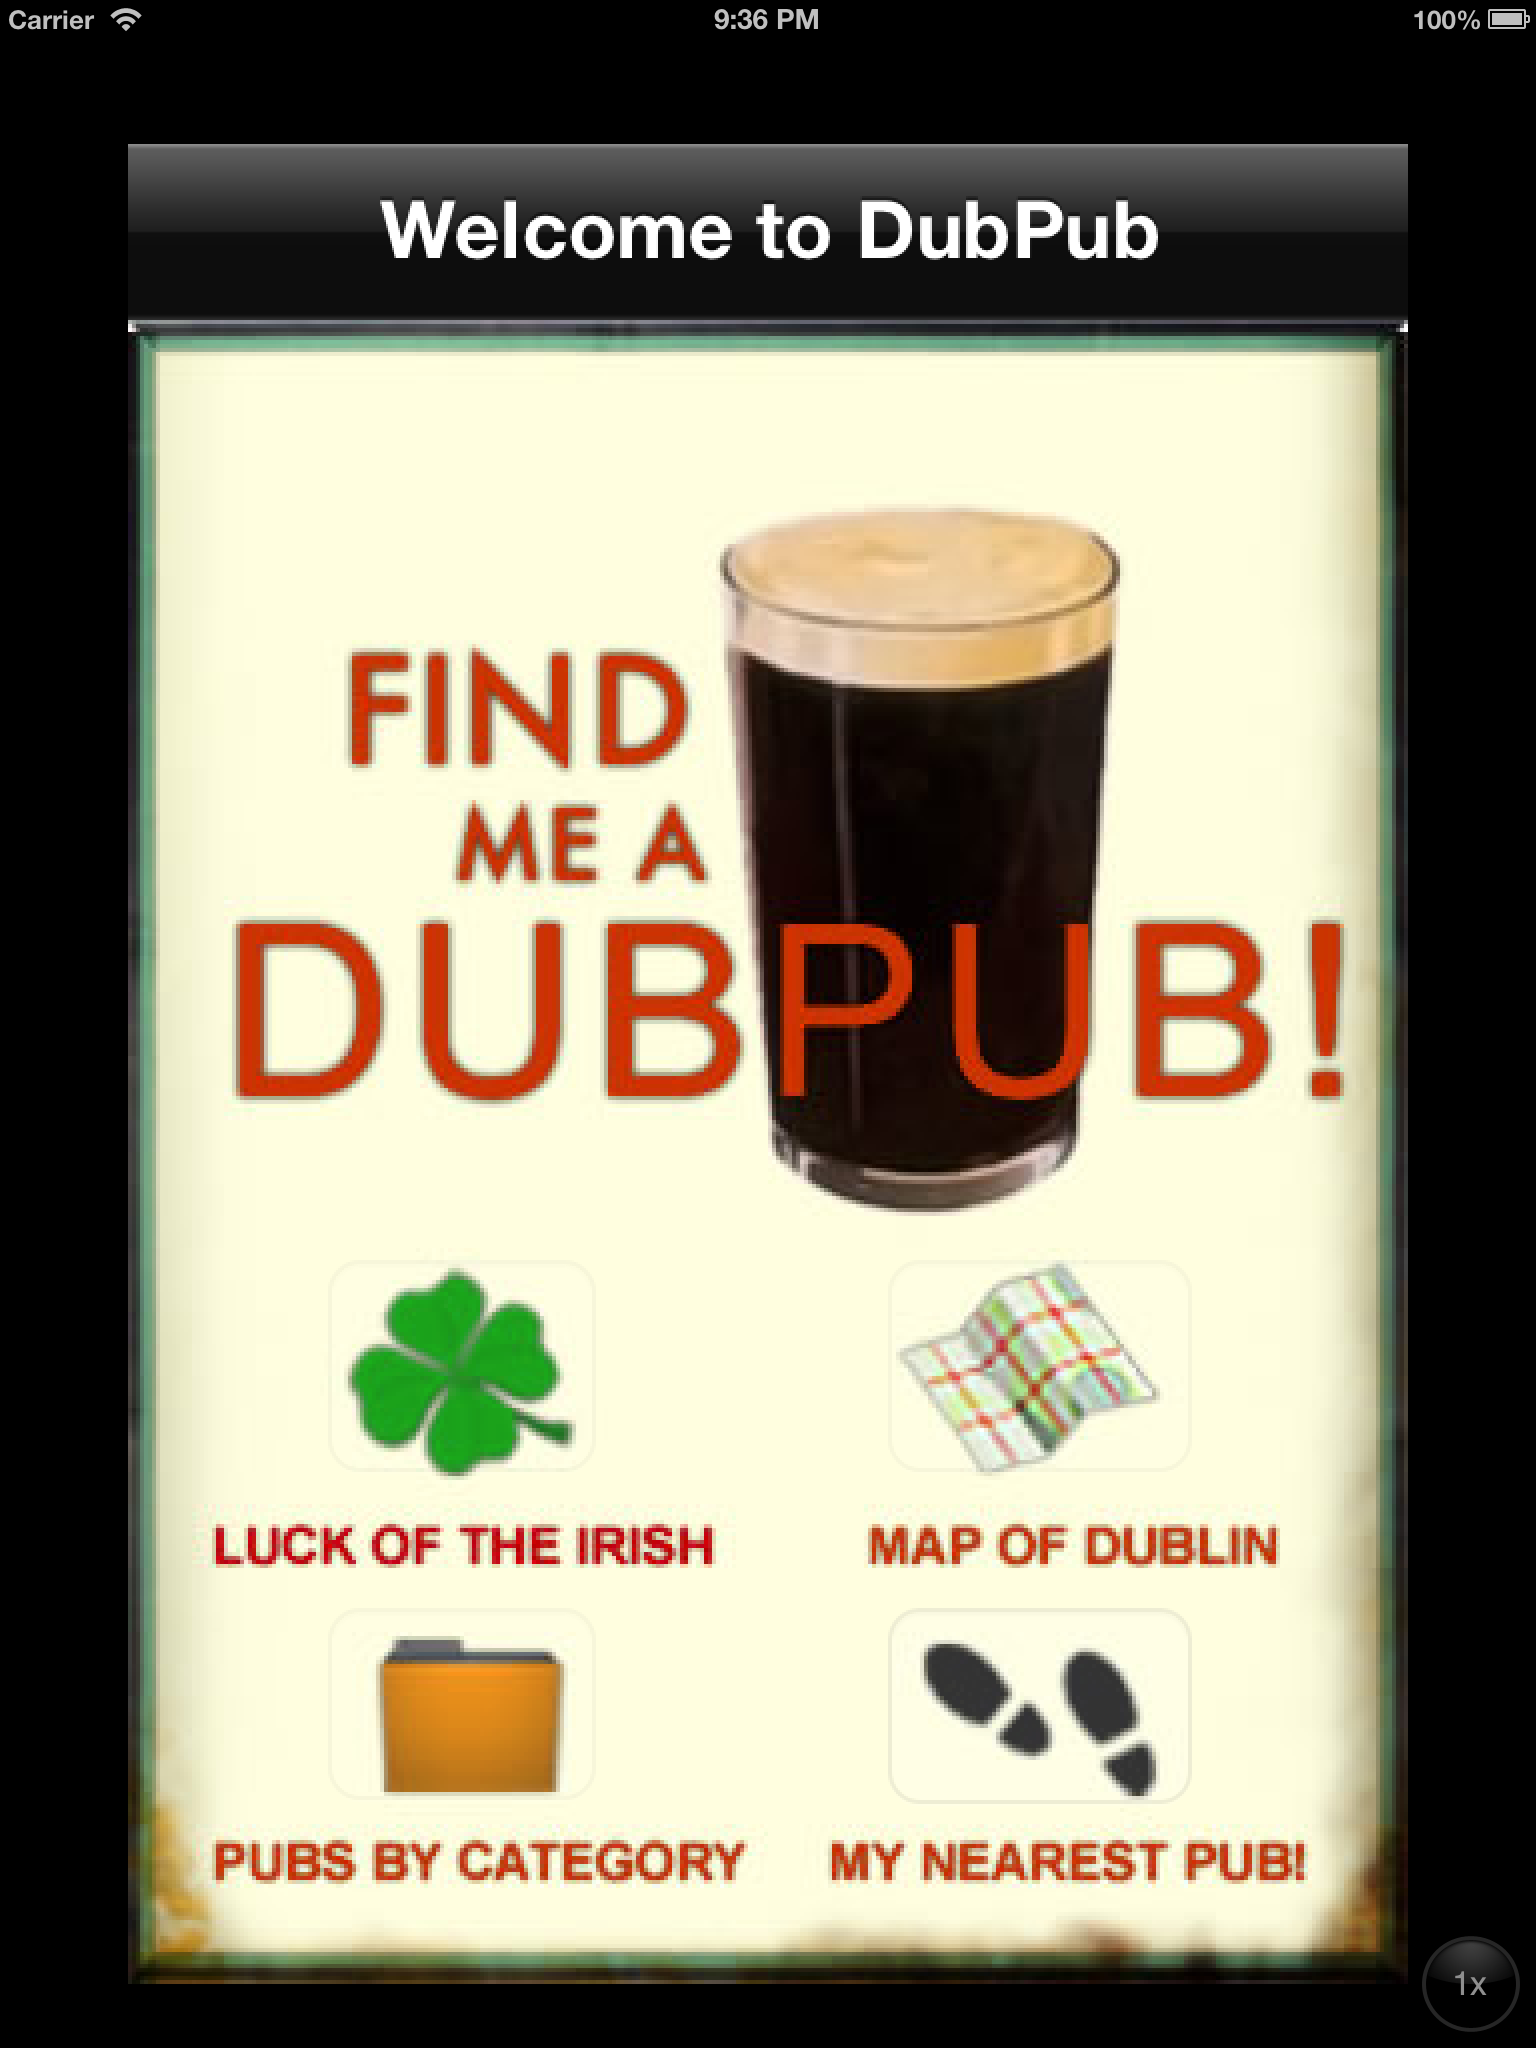 Carrier 9:36 PM 100%
Welcome to DubPub
FIND
ME A
DUBPUB!
LUCK OF THE IRISH MAP OF DUBLIN
PUBS BY CATEGORY MY NEAREST PUB!
1x